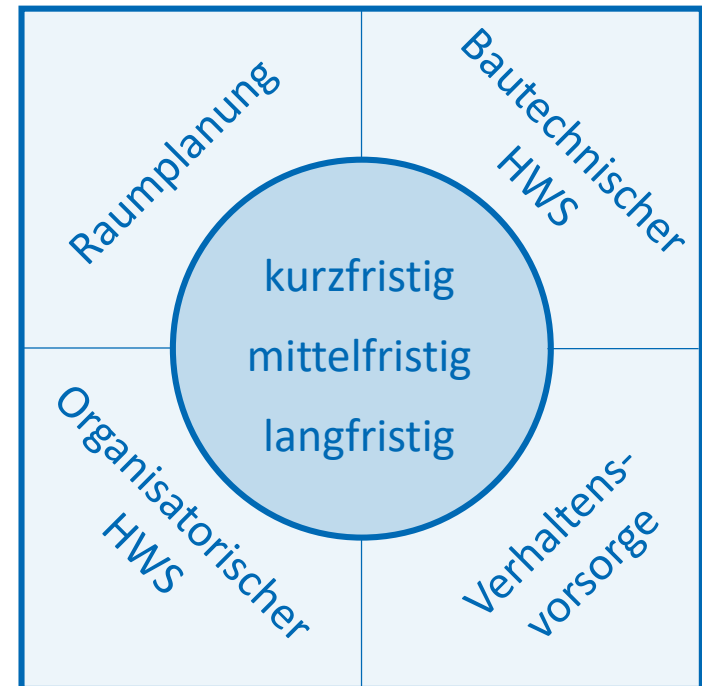 Raumplanung
Bautechnischer
HWS
kurzfristig
mittelfristig
langfristig
Organisatorischer
HWS
Verhaltens-
vorsorge